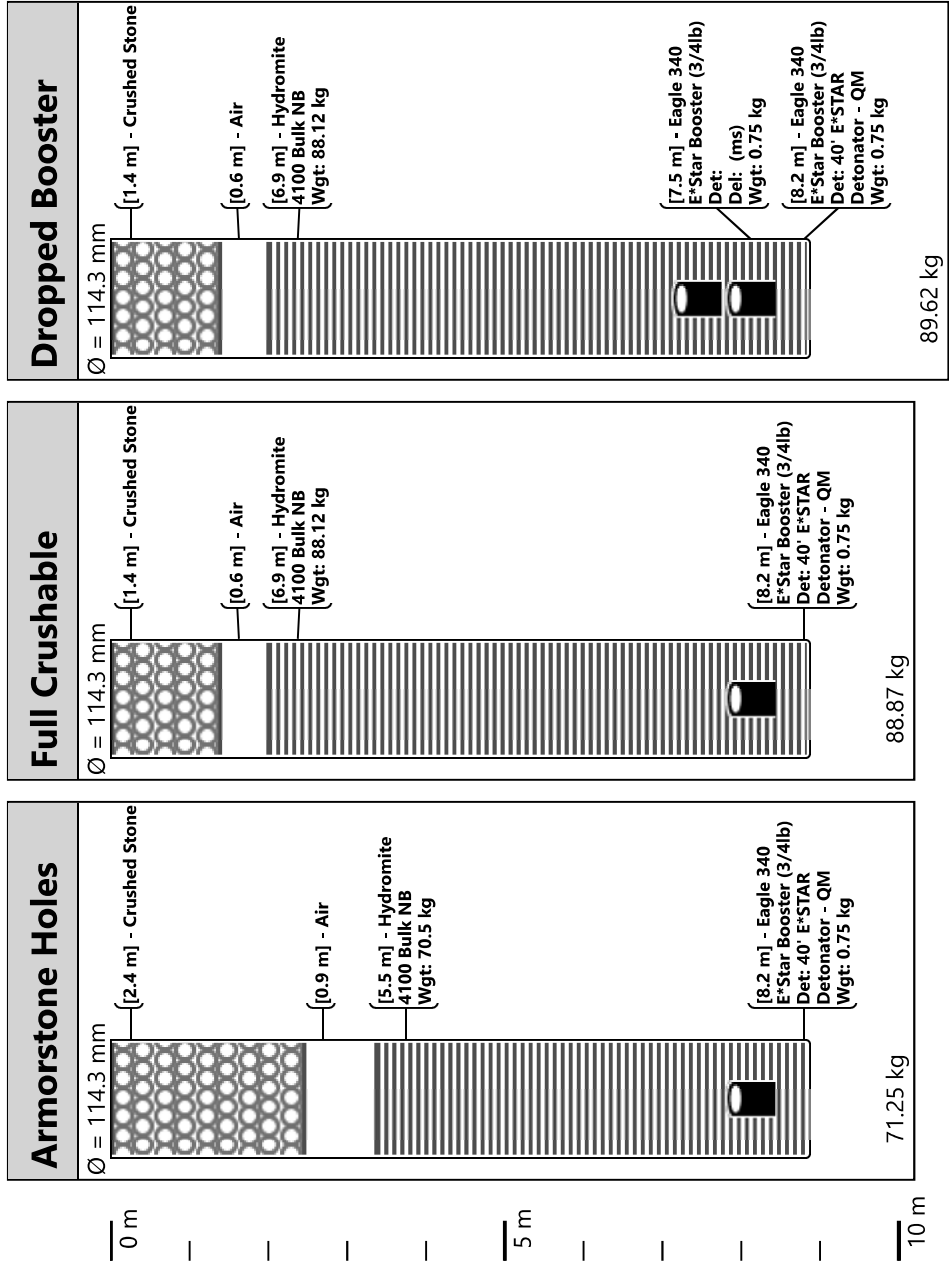 Armorstone Holes
Ø = 114.3 mm
[2.4 m] - Crushed Stone
[0.9 m] - Air
[5.5 m] - Hydromite
4100 Bulk NB
Wgt: 70.5 kg
[8.2 m] - Eagle 340
E*Star Booster (3/4lb)
Det: 40' E*STAR
Detonator - QM
Wgt: 0.75 kg
71.25 kg
Full Crushable
Ø = 114.3 mm
[1.4 m] - Crushed Stone
[0.6 m] - Air
[6.9 m] - Hydromite
4100 Bulk NB
Wgt: 88.12 kg
[8.2 m] - Eagle 340
E*Star Booster (3/4lb)
Det: 40' E*STAR
Detonator - QM
Wgt: 0.75 kg
88.87 kg
Dropped Booster
Ø = 114.3 mm
[1.4 m] - Crushed Stone
[0.6 m] - Air
[6.9 m] - Hydromite
4100 Bulk NB
Wgt: 88.12 kg
[7.5 m] - Eagle 340
E*Star Booster (3/4lb)
Det:
Del: (ms)
Wgt: 0.75 kg
[8.2 m] - Eagle 340
E*Star Booster (3/4lb)
Det: 40' E*STAR
Detonator - QM
Wgt: 0.75 kg
89.62 kg
0 m
5 m
10 m